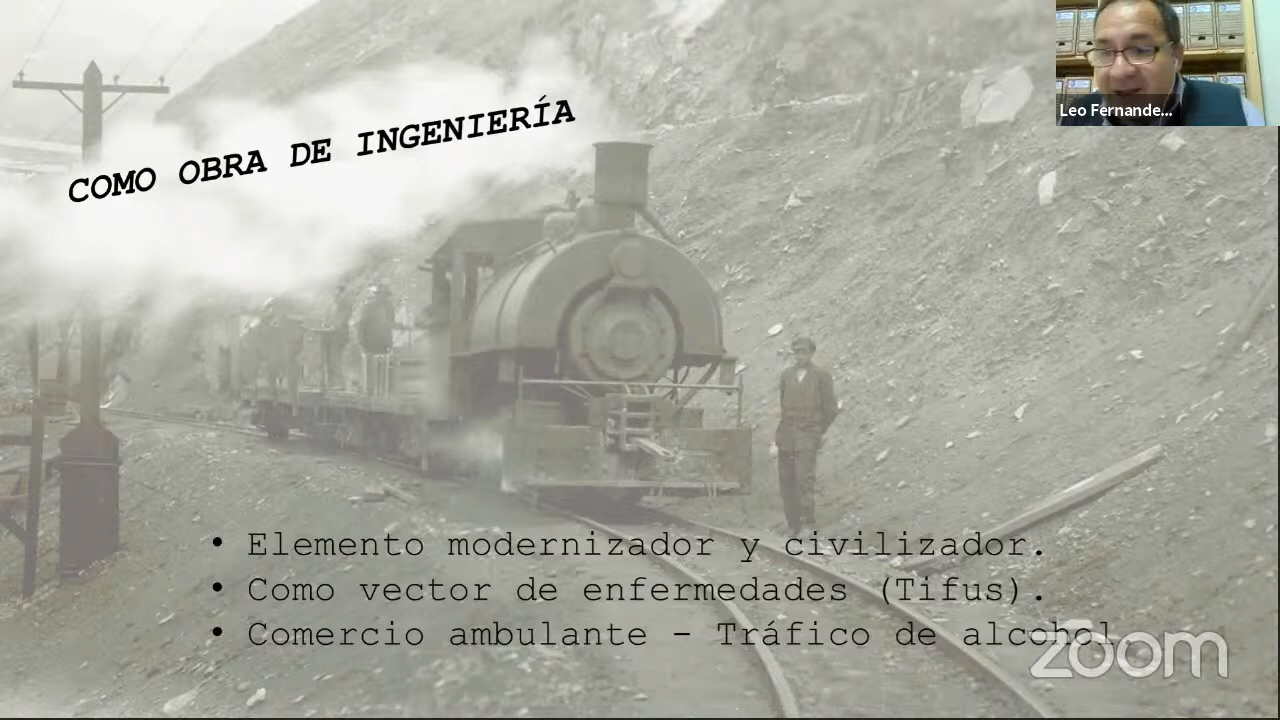 COMO OBRA DE INGENIERÍA
Leo Fernande...
• Elemento modernizador y civilizador.
• Como vector de enfermedades (Tifus).
• Comercio ambulante - Tráfico de alcohol
zoom